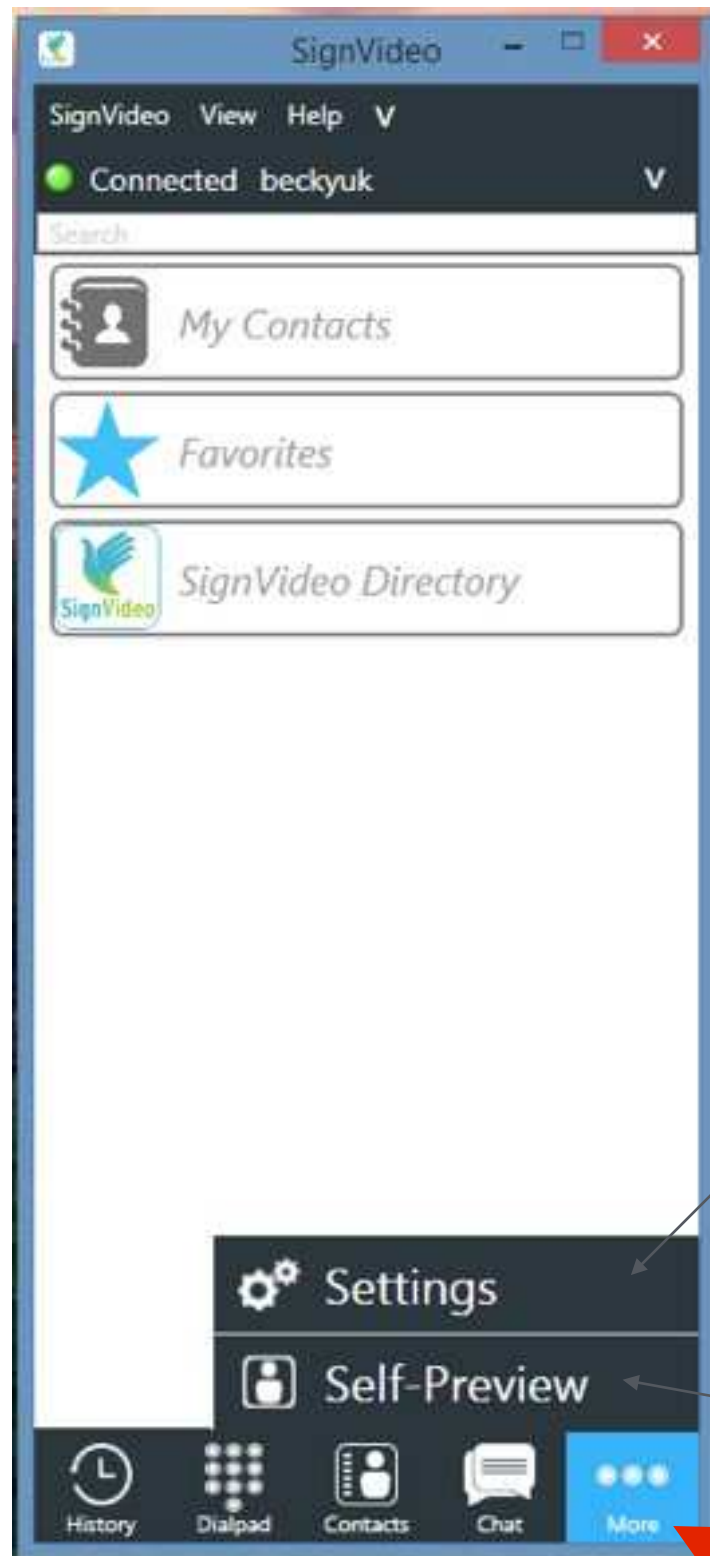 SignVideo
SignVideo View Help V
Connected beckyuk V
Search
My Contacts
Favorites
SignVideo
SignVideo Directory
Settings
Self-Preview
History Dialpad Contacts Chat More